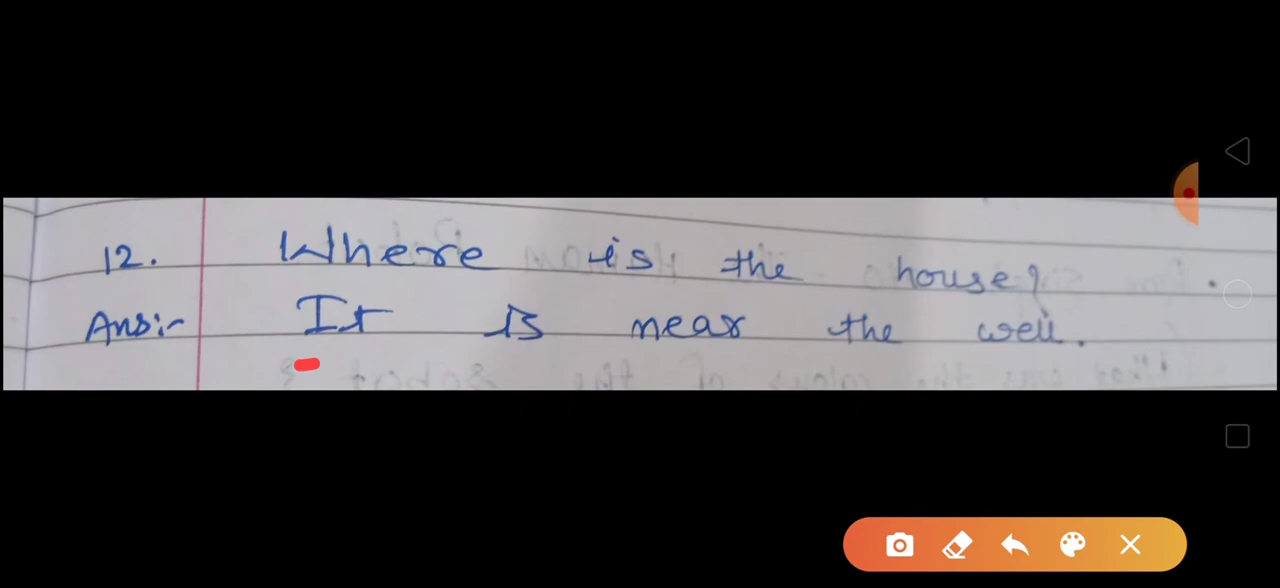 12. Where is the house?
Ans:- It is near the well.